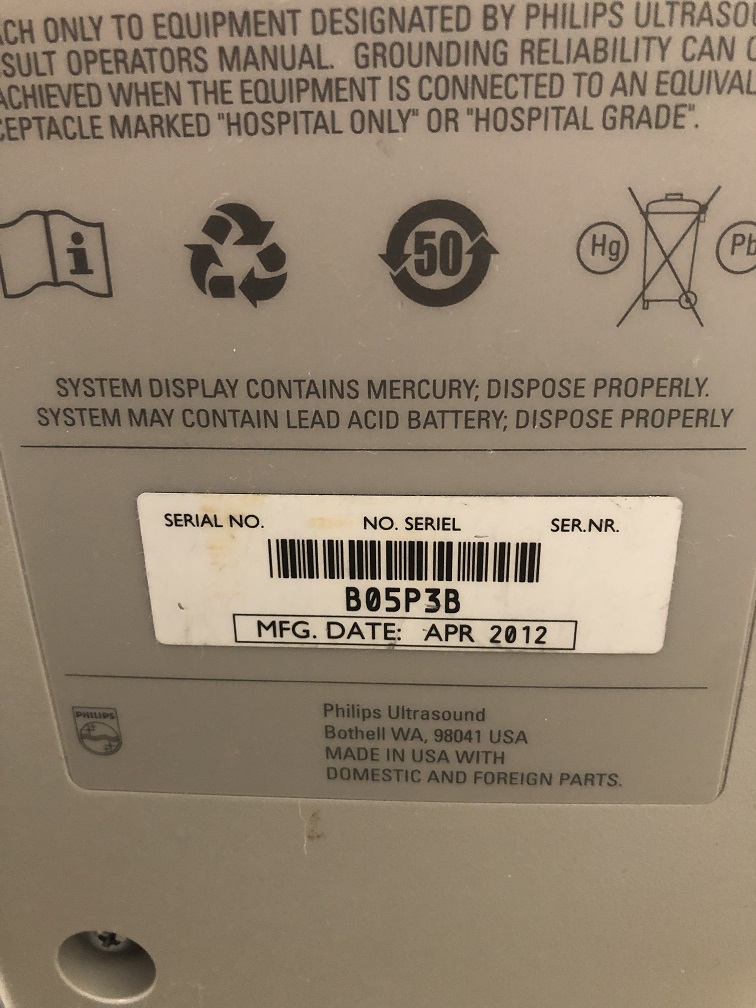 ACH ONLY TO EQUIPMENT DESIGNATED BY PHILIPS
SULT OPERATORS MANUAL. GROUNDING RELIABILITY CAN
ACHIEVED WHEN THE EQUIPMENT IS CONNECTED TO AN EQUIVAL
CEPTACLE MARKED "HOSPITAL ONLY" OR "HOSPITAL GRADE".
i
50
Hg
Pb
SYSTEM DISPLAY CONTAINS MERCURY; DISPOSE PROPERLY.
SYSTEM MAY CONTAIN LEAD ACID BATTERY; DISPOSE PROPERLY
SERIAL NO. NO. SERIEL SER.NR.
B05P3B
MFG. DATE: APR 2012
PHILIPS
Philips Ultrasound
Bothell WA, 98041 USA
MADE IN USA WITH
DOMESTIC AND FOREIGN PARTS.